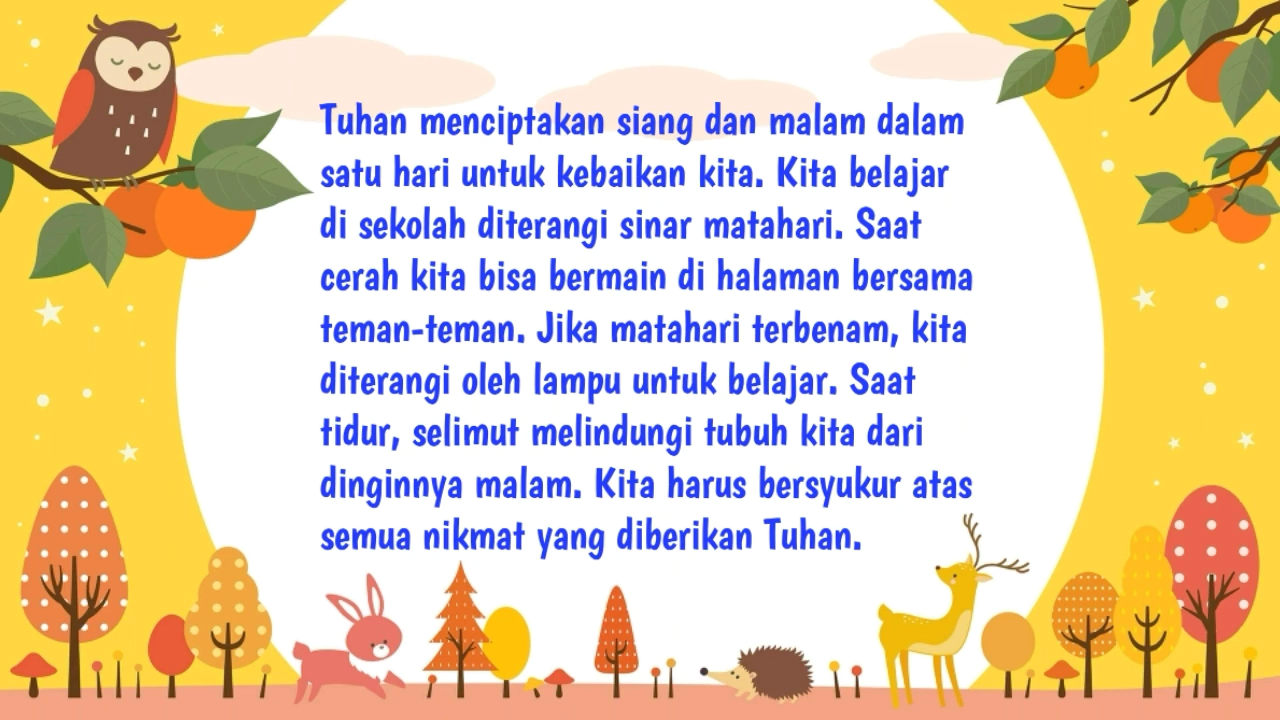 Tuhan menciptakan siang dan malam dalam
satu hari untuk kebaikan kita. Kita belajar
di sekolah diterangi sinar matahari. Saat
cerah kita bisa bermain di halaman bersama
teman-teman. Jika matahari terbenam, kita
diterangi oleh lampu untuk belajar. Saat
tidur, selimut melindungi tubuh kita dari
dinginnya malam. Kita harus bersyukur atas
semua nikmat yang diberikan Tuhan.